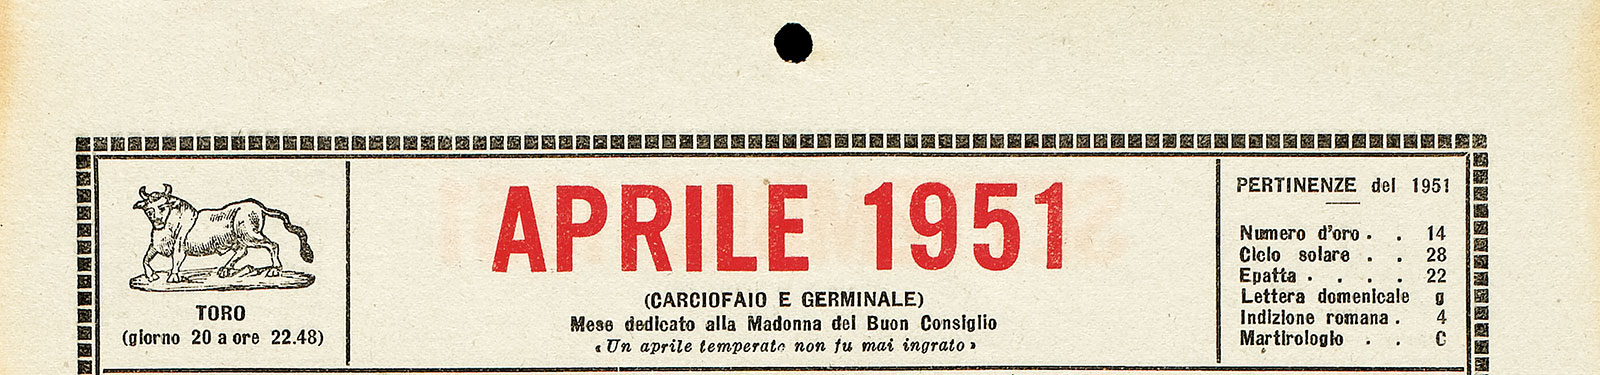 TORO
(giorno 20 a ore 22.48)
APRILE 1951
(CARCIOFAIO E GERMINALE)
Mese dedicato alla Madonna del Buon Consiglio
«Un aprile temperato non fu mai ingrato»
PERTINENZE del 1951
Numero d'oro . . 14
Ciclo solare . . 28
Epatta . . . . 22
Lettera domenicale g
Indizione romana . 4
Martirologio . . C